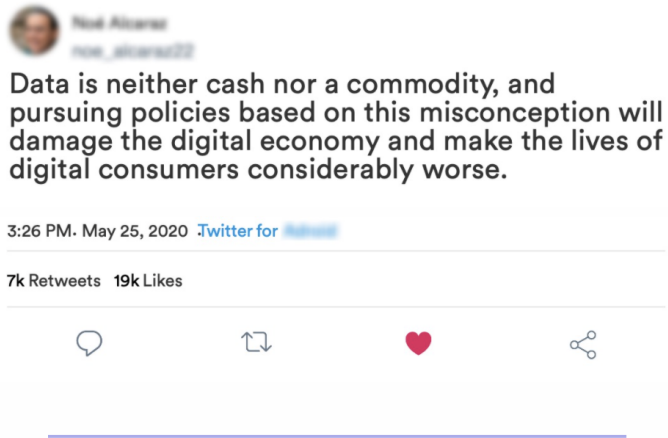 Data is neither cash nor a commodity, and
pursuing policies based on this misconception will
damage the digital economy and make the lives of
digital consumers considerably worse.
3:26 PM. May 25, 2020 Twitter for
7k Retweets 19k Likes